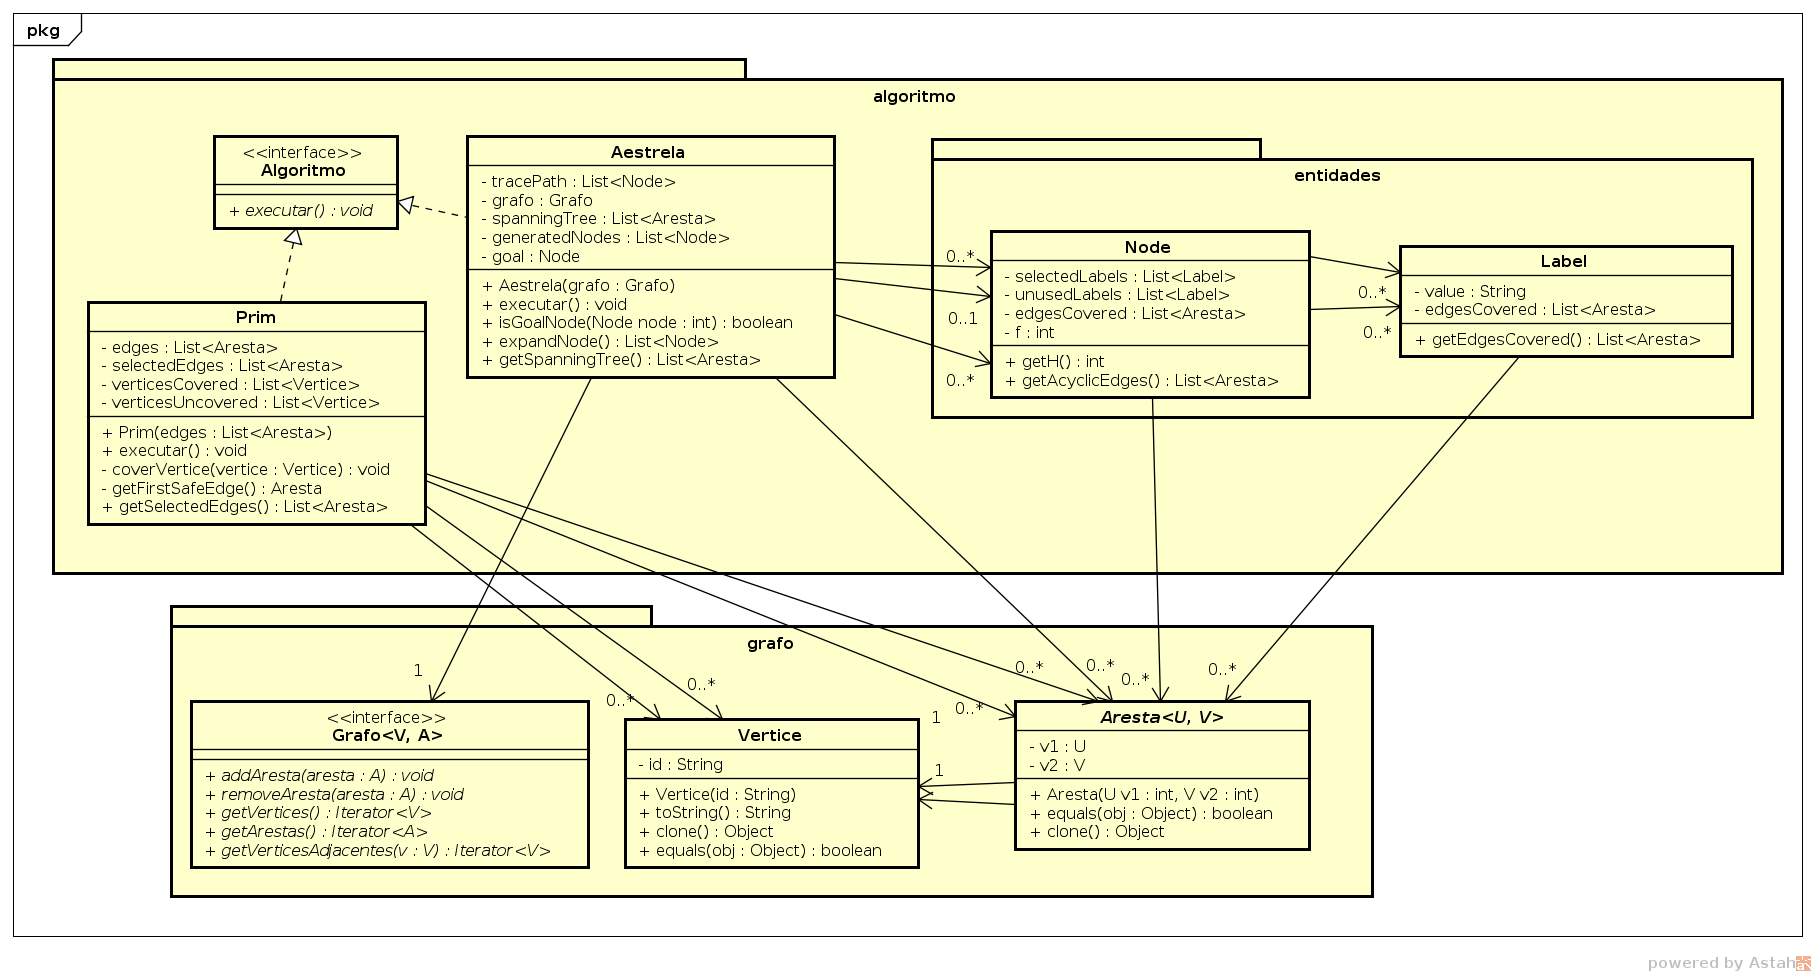 pkg
algoritmo
<<interface>>
Algoritmo
+ executar() : void
Aestrela
- tracePath : List<Node>
- grafo : Grafo
- spanningTree : List<Aresta>
- generatedNodes : List<Node>
- goal : Node
+ Aestrela(grafo : Grafo)
+ executar() : void
+ isGoalNode(Node node : int) : boolean
+ expandNode() : List<Node>
+ getSpanningTree() : List<Aresta>
entidades
Node
- selectedLabels : List<Label>
- unusedLabels : List<Label>
- edgesCovered : List<Aresta>
- f : int
+ getH() : int
+ getAcyclicEdges() : List<Aresta>
Label
- value : String
- edgesCovered : List<Aresta>
+ getEdgesCovered() : List<Aresta>
0..*
0..1
0..*
0..*
0..*
Prim
- edges : List<Aresta>
- selectedEdges : List<Aresta>
- verticesCovered : List<Vertice>
- verticesUncovered : List<Vertice>
+ Prim(edges : List<Aresta>)
+ executar() : void
- coverVertice(vertice : Vertice) : void
- getFirstSafeEdge() : Aresta
+ getSelectedEdges() : List<Aresta>
grafo
1
0..*
0..*
0..*
0..*
0..*
0..*
0..*
1
1
<<interface>>
Grafo<V, A>
+ addAresta(aresta : A) : void
+ removeAresta(aresta : A) : void
+ getVertices() : Iterator<V>
+ getArestas() : Iterator<A>
+ getVerticesAdjacentes(v : V) : Iterator<V>
Vertice
- id : String
+ Vertice(id : String)
+ toString() : String
+ clone() : Object
+ equals(obj : Object) : boolean
Aresta<U, V>
- v1 : U
- v2 : V
+ Aresta(U v1 : int, V v2 : int)
+ equals(obj : Object) : boolean
+ clone() : Object
powered by Astah